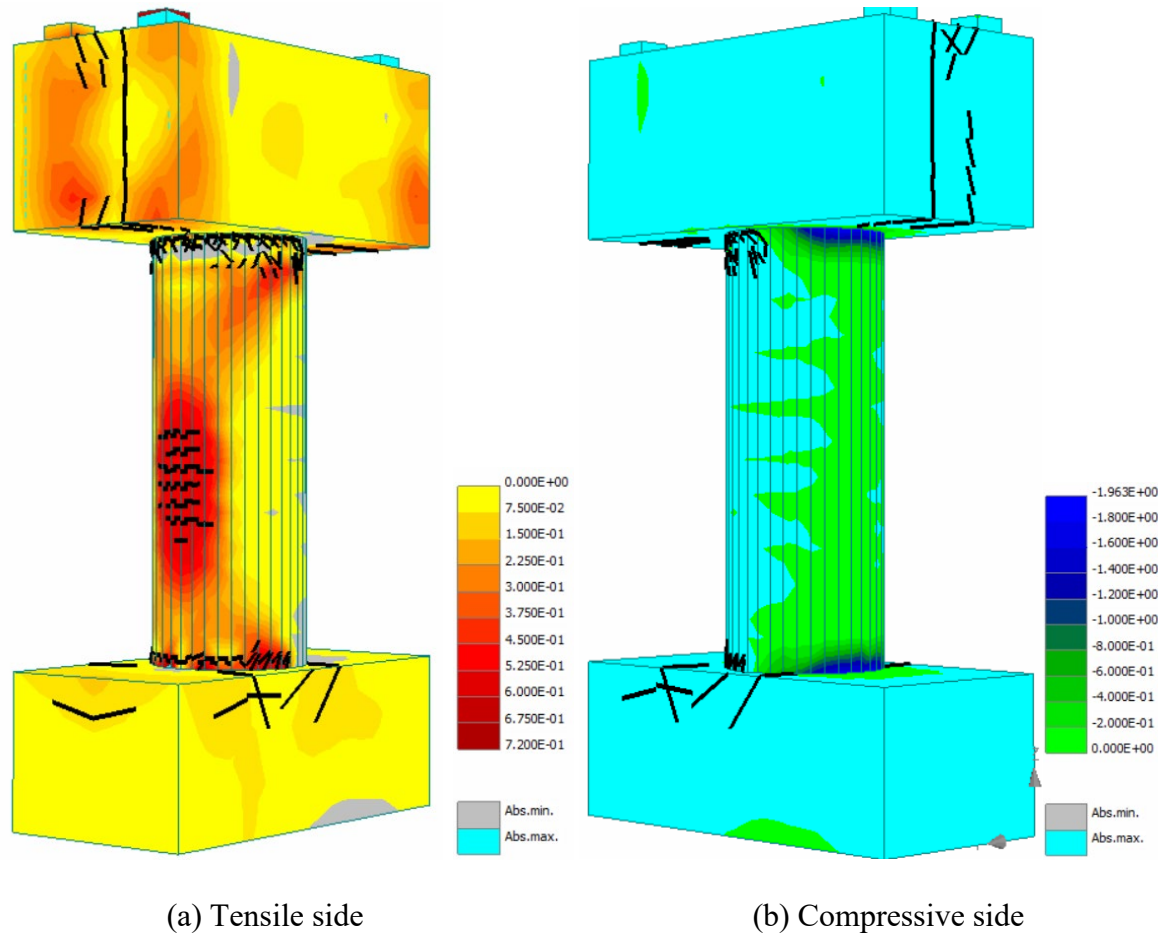 0.000E+00
7.500E-02
1.500E-01
2.250E-01
3.000E-01
3.750E-01
4.500E-01
5.250E-01
6.000E-01
6.750E-01
7.200E-01
Abs.min.
Abs.max.
-1.963E+00
-1.800E+00
-1.600E+00
-1.400E+00
-1.200E+00
-1.000E+00
-8.000E-01
-6.000E-01
-4.000E-01
-2.000E-01
0.000E+00
Abs.min.
Abs.max.
(a) Tensile side
(b) Compressive side